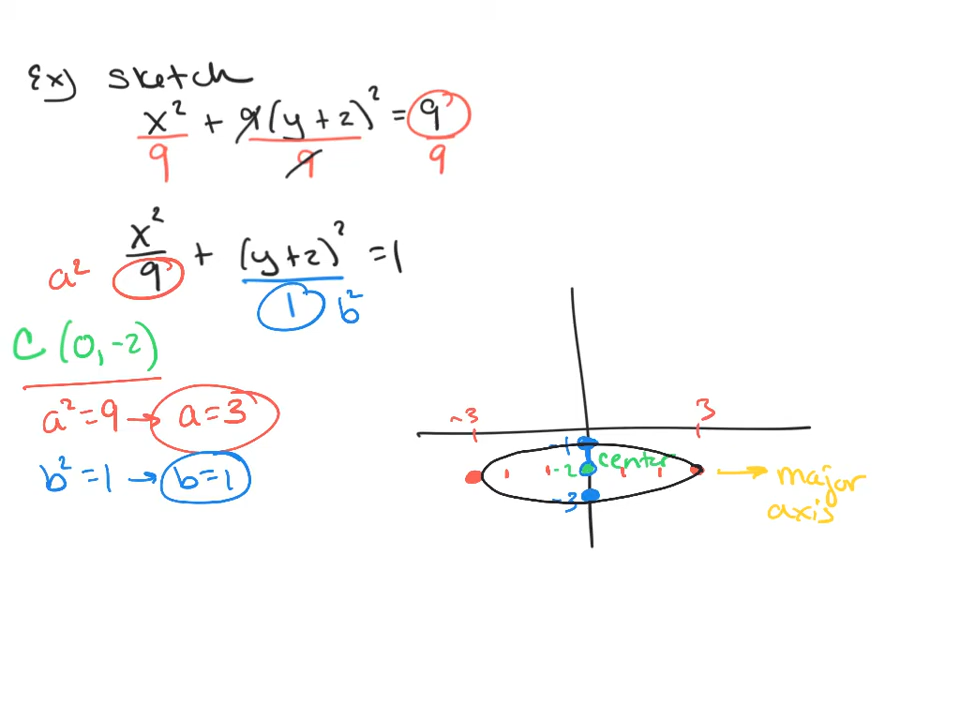 Ex) sketch
x² + 9(y+2)² = 9
9 9 9
x²/9 + (y+2)²/1 = 1
a² b²
C (0, -2)
a² = 9 → a = 3
b² = 1 → b = 1
-3 3
-1
-2 center
-3
→ major
axis